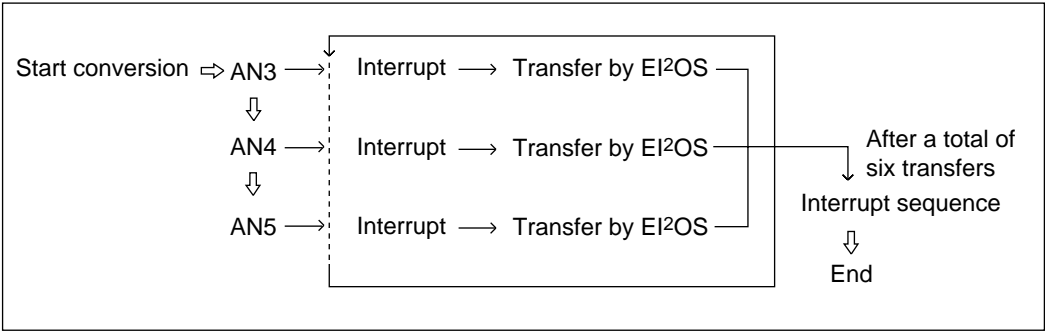 Start conversion ⇨ AN3 → Interrupt → Transfer by EI²OS
⇩
AN4 → Interrupt → Transfer by EI²OS
⇩
AN5 → Interrupt → Transfer by EI²OS
After a total of
six transfers
Interrupt sequence
⇩
End